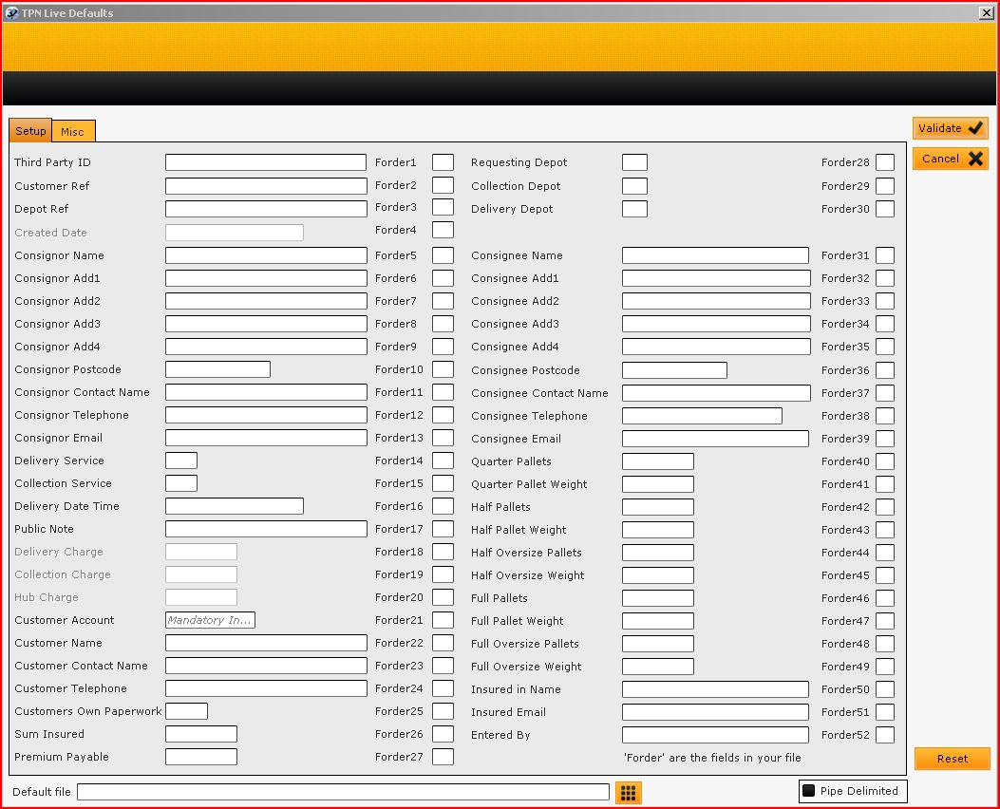 TPN Live Defaults
Setup Misc Validate
Cancel
Third Party ID Forder1 Requesting Depot Forder28
Customer Ref Forder2 Collection Depot Forder29
Depot Ref Forder3 Delivery Depot Forder30
Created Date Forder4
Consignor Name Forder5 Consignee Name Forder31
Consignor Add1 Forder6 Consignee Add1 Forder32
Consignor Add2 Forder7 Consignee Add2 Forder33
Consignor Add3 Forder8 Consignee Add3 Forder34
Consignor Add4 Forder9 Consignee Add4 Forder35
Consignor Postcode Forder10 Consignee Postcode Forder36
Consignor Contact Name Forder11 Consignee Contact Name Forder37
Consignor Telephone Forder12 Consignee Telephone Forder38
Consignor Email Forder13 Consignee Email Forder39
Delivery Service Forder14 Quarter Pallets Forder40
Collection Service Forder15 Quarter Pallet Weight Forder41
Delivery Date Time Forder16 Half Pallets Forder42
Public Note Forder17 Half Pallet Weight Forder43
Delivery Charge Forder18 Half Oversize Pallets Forder44
Collection Charge Forder19 Half Oversize Weight Forder45
Hub Charge Forder20 Full Pallets Forder46
Customer Account Mandatory In... Forder21 Full Pallet Weight Forder47
Customer Name Forder22 Full Oversize Pallets Forder48
Customer Contact Name Forder23 Full Oversize Weight Forder49
Customer Telephone Forder24 Insured in Name Forder50
Customers Own Paperwork Forder25 Insured Email Forder51
Sum Insured Forder26 Entered By Forder52
Premium Payable Forder27 'Forder' are the fields in your file
Reset
Default file Pipe Delimited